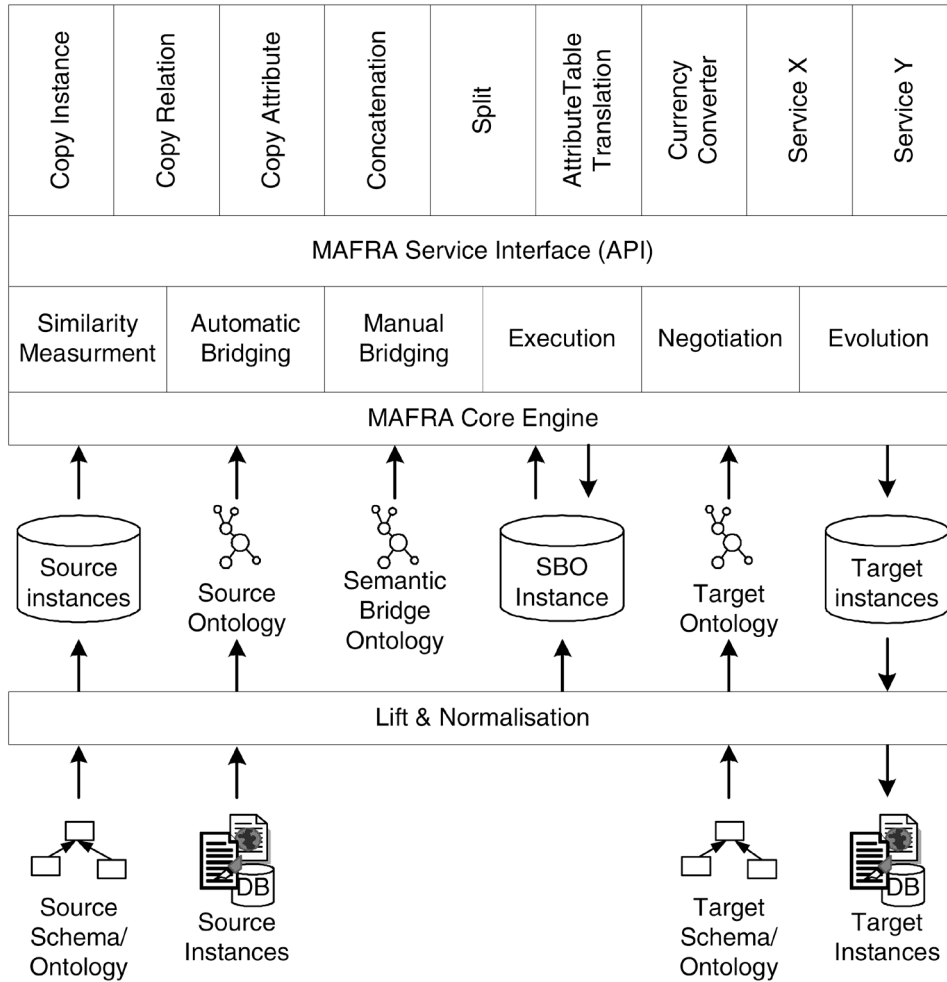 Copy Instance
Copy Relation
Copy Attribute
Concatenation
Split
AttributeTable
Translation
Currency
Converter
Service X
Service Y
MAFRA Service Interface (API)
Similarity
Measurment
Automatic
Bridging
Manual
Bridging
Execution
Negotiation
Evolution
MAFRA Core Engine
Source
instances
Source
Ontology
Semantic
Bridge
Ontology
SBO
Instance
Target
Ontology
Target
instances
Lift & Normalisation
Source
Schema/
Ontology
DB
Source
Instances
Target
Schema/
Ontology
DB
Target
Instances